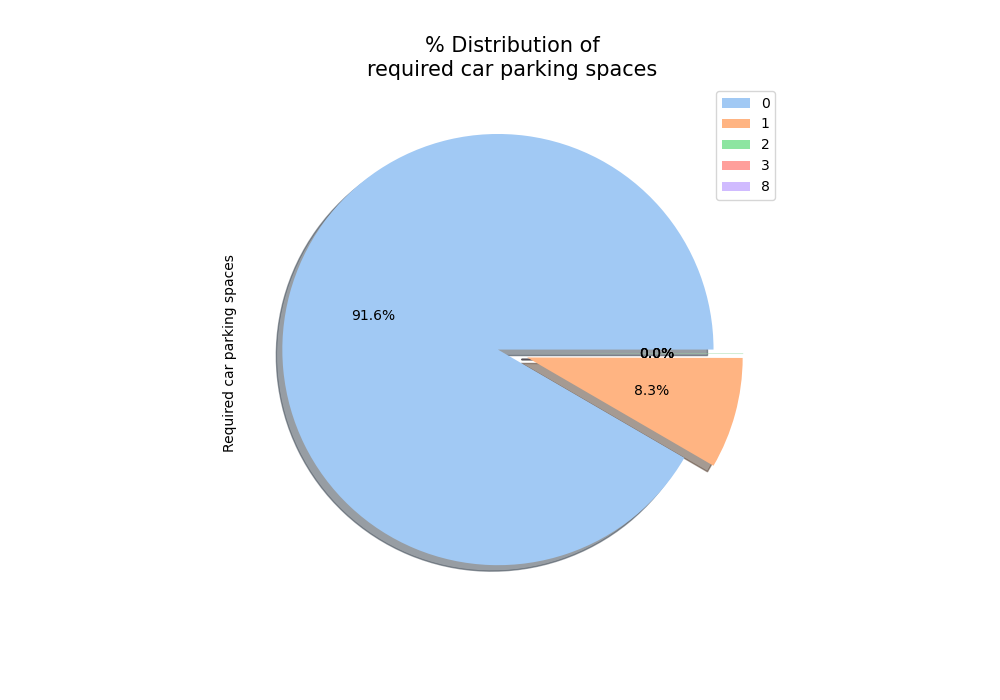 % Distribution of
required car parking spaces
0
1
2
3
8
91.6%
0.0%
8.3%
Required car parking spaces